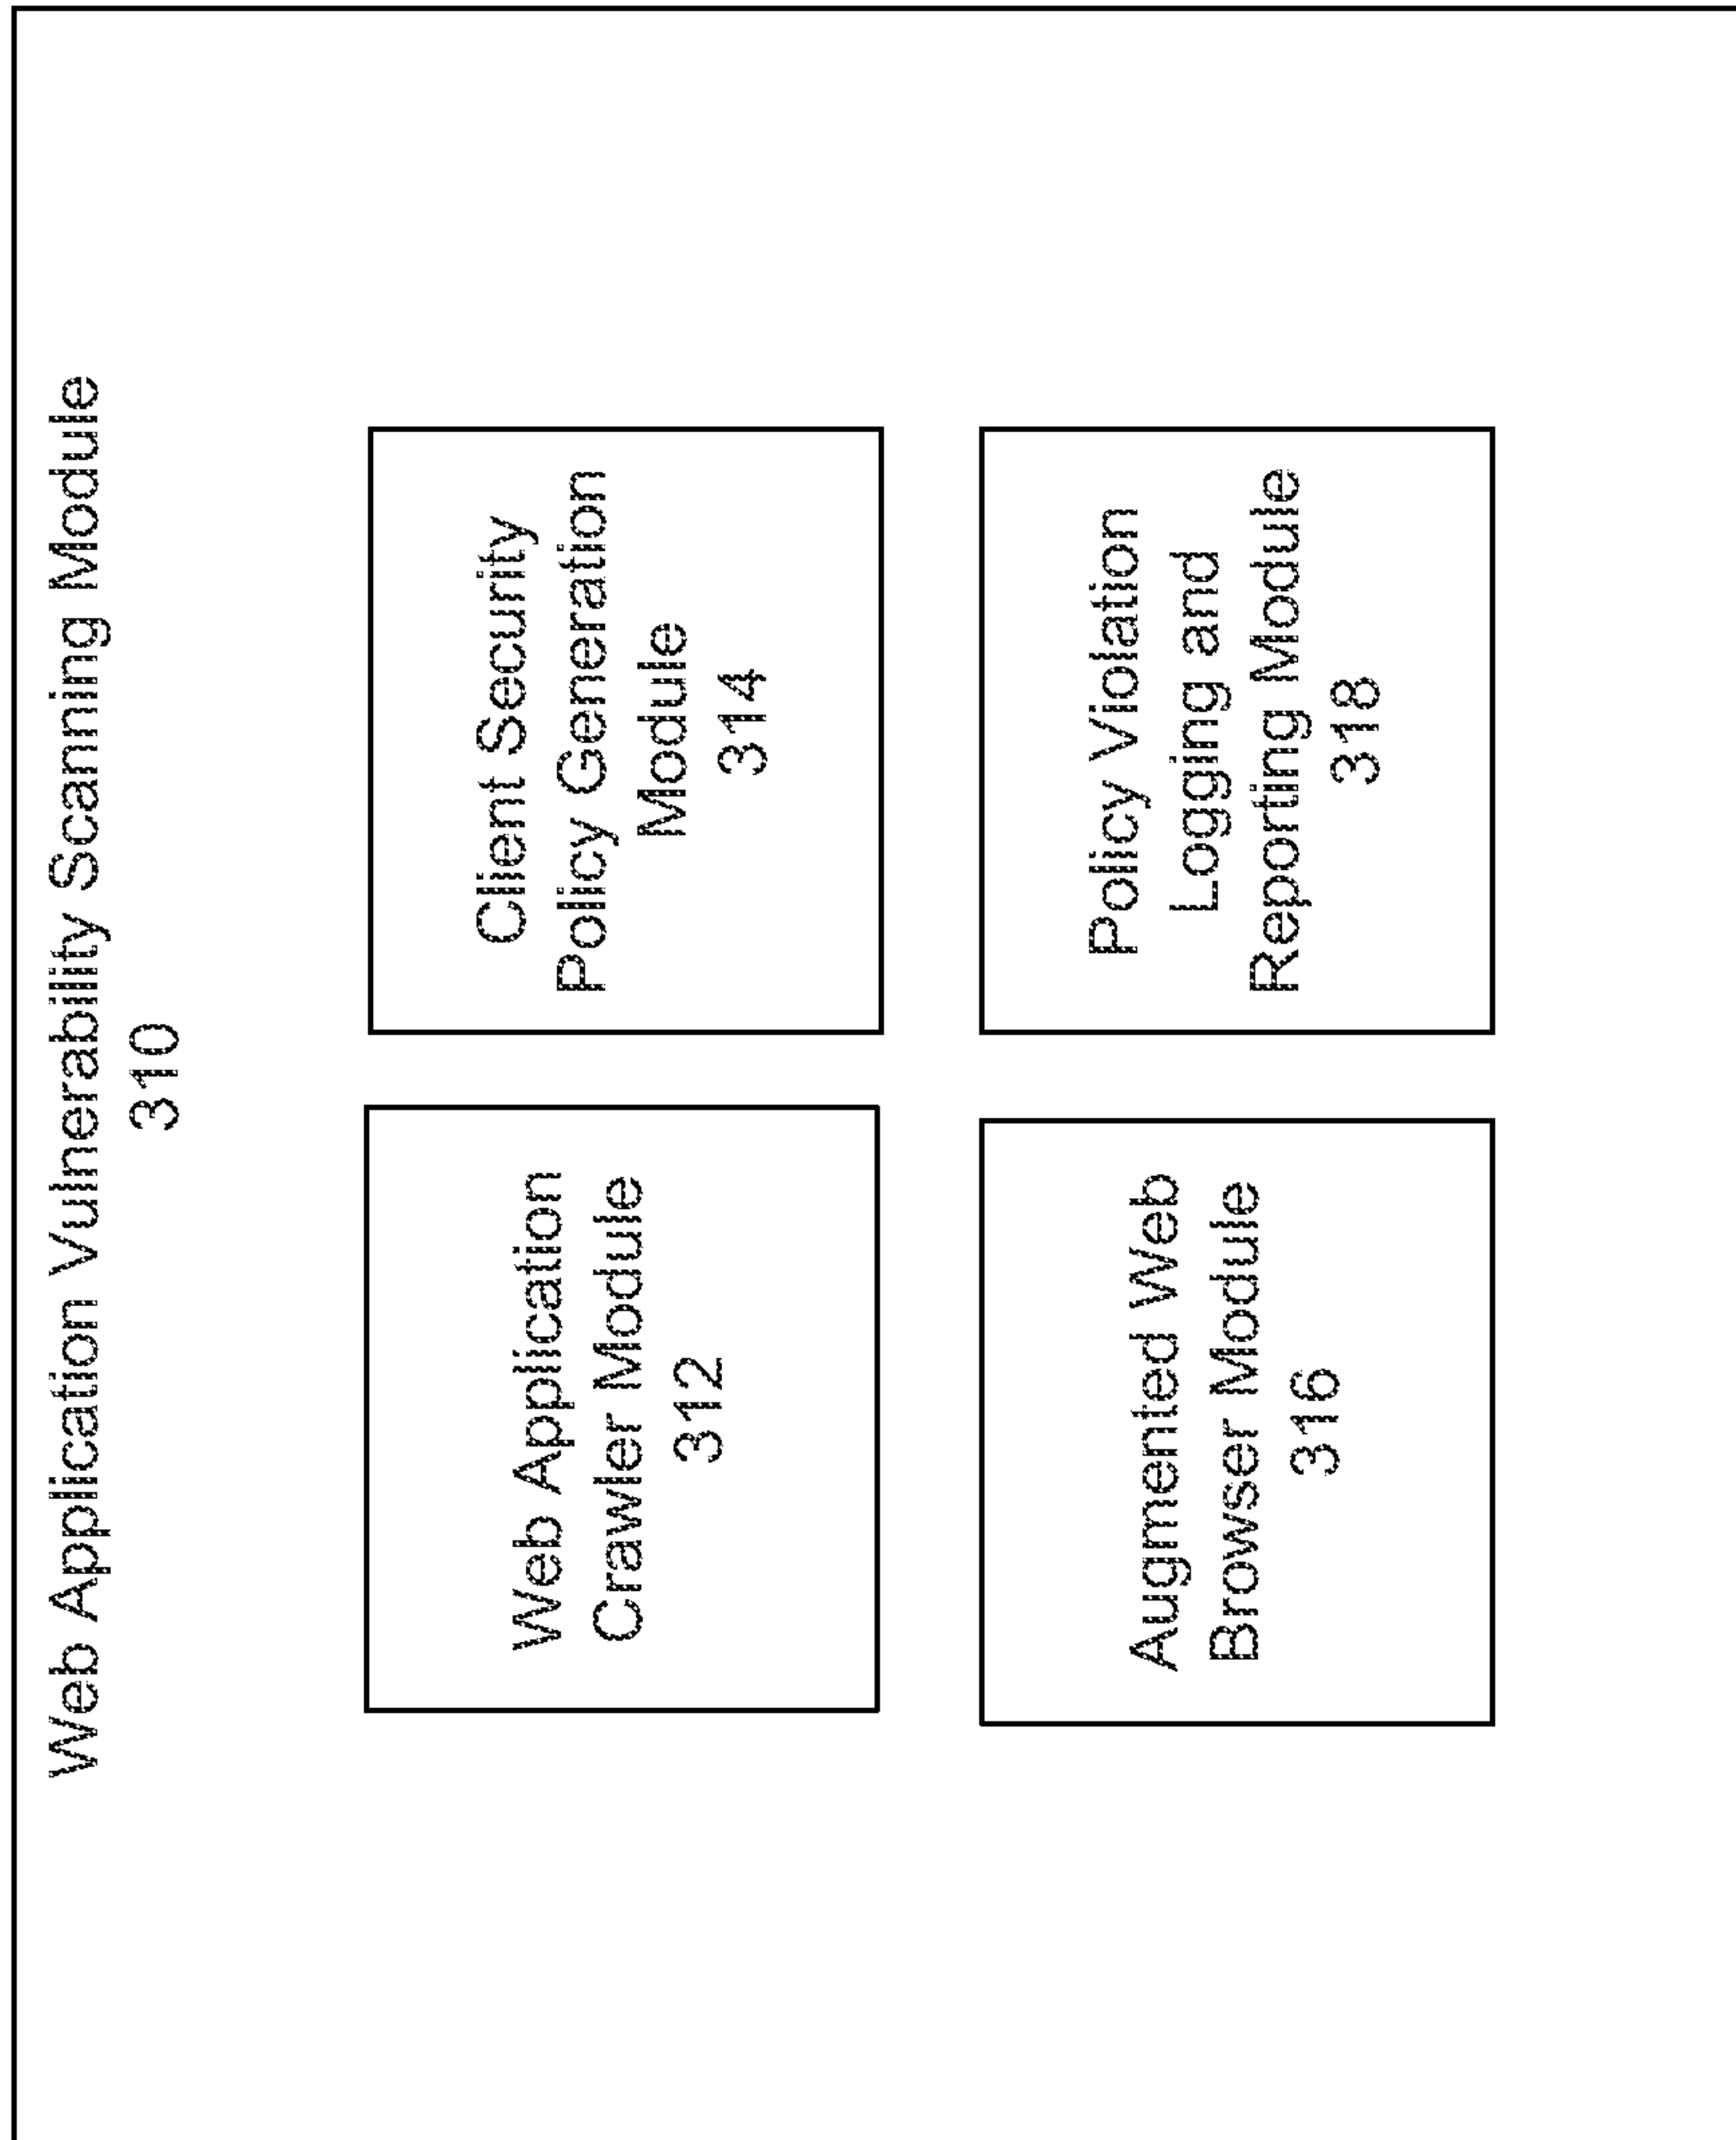 Web Application Vulnerability Scanning Module
310
Web Application
Crawler Module
312
Client Security
Policy Generation
Module
314
Augmented Web
Browser Module
316
Policy Violation
Logging and
Reporting Module
318